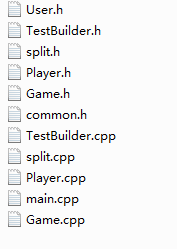 User.h
TestBuilder.h
split.h
Player.h
Game.h
common.h
TestBuilder.cpp
split.cpp
Player.cpp
main.cpp
Game.cpp